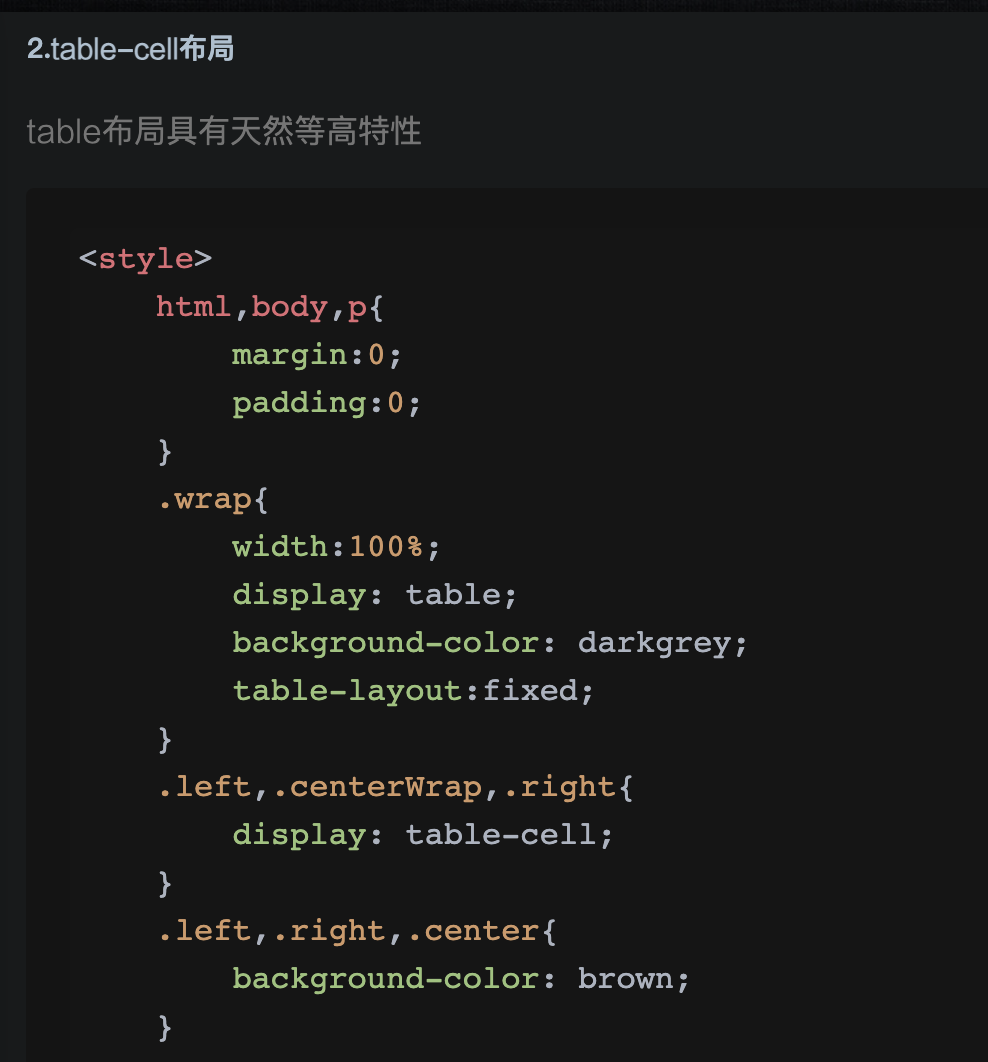 2.table-cell布局
table布局具有天然等高特性
<style>
    html,body,p{
        margin:0;
        padding:0;
    }
    .wrap{
        width:100%;
        display: table;
        background-color: darkgrey;
        table-layout:fixed;
    }
    .left,.centerWrap,.right{
        display: table-cell;
    }
    .left,.right,.center{
        background-color: brown;
    }